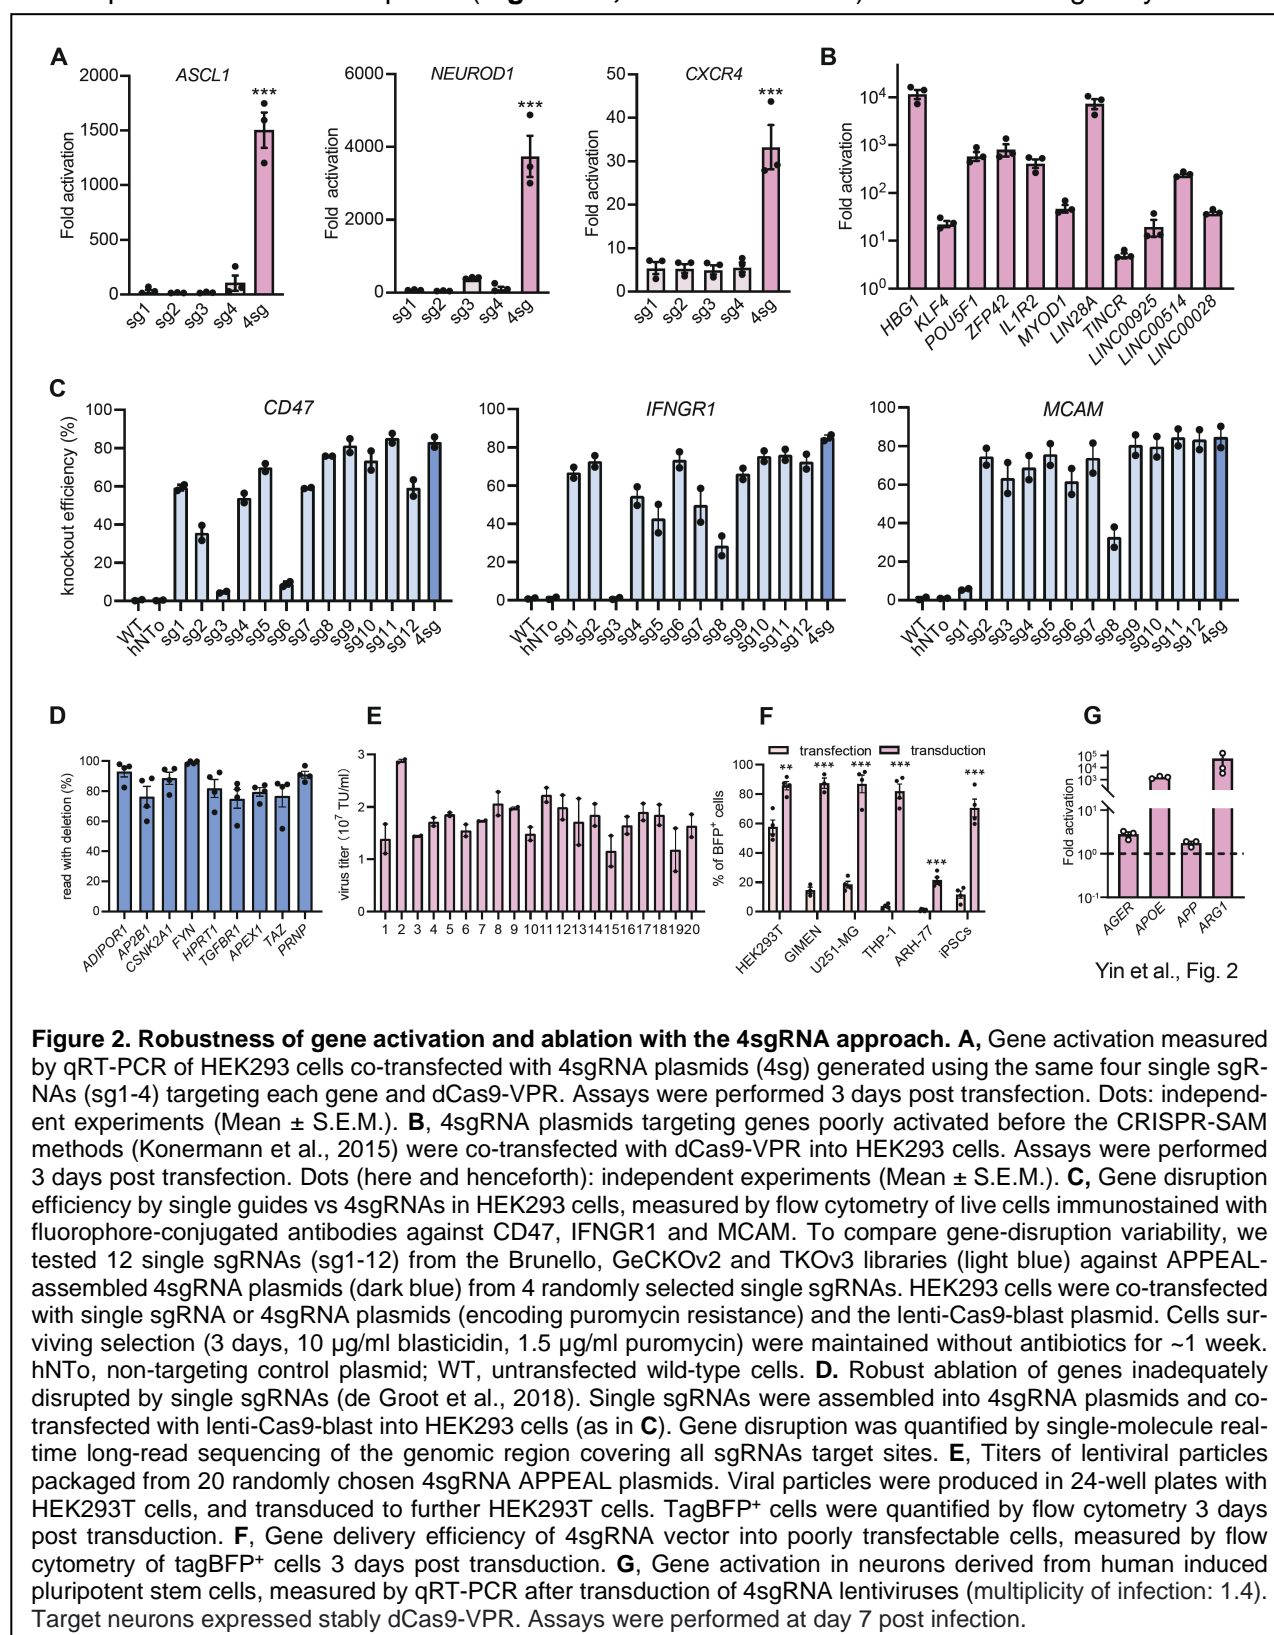 A
ASCL1
NEUROD1
CXCR4
B
2000
1500
1000
500
0
Fold activation
***
sg1
sg2
sg3
sg4
4sg
6000
4000
2000
0
Fold activation
***
sg1
sg2
sg3
sg4
4sg
50
40
30
20
10
0
Fold activation
***
sg1
sg2
sg3
sg4
4sg
10⁴
10³
10²
10¹
10⁰
Fold activation
HBG1
KLF4
POU5F1
ZFP42
IL1R2
MYOD1
LIN28A
TINCR
LINC00925
LINC00514
LINC00028
C
CD47
100
80
60
40
20
0
knockout efficiency (%)
WT
hNTo
sg1
sg2
sg3
sg4
sg5
sg6
sg7
sg8
sg9
sg10
sg11
sg12
4sg
IFNGR1
100
80
60
40
20
0
WT
hNTo
sg1
sg2
sg3
sg4
sg5
sg6
sg7
sg8
sg9
sg10
sg11
sg12
4sg
MCAM
100
80
60
40
20
0
WT
hNTo
sg1
sg2
sg3
sg4
sg5
sg6
sg7
sg8
sg9
sg10
sg11
sg12
4sg
D
100
80
60
40
20
0
read with deletion (%)
ADIPOR1
AP2B1
CSNK2A1
FYN
HPRT1
TGFBR1
APEX1
TAZ
PRNP
E
3
2
1
0
virus titer (10⁷ TU/ml)
1 2 3 4 5 6 7 8 9 10 11 12 13 14 15 16 17 18 19 20
F
transfection transduction
100
80
60
40
20
0
% of BFP⁺ cells
** *** *** *** *** ***
HEK293T
GIMEN
U251-MG
THP-1
ARH-77
iPSCs
G
10⁵
10⁴
10³
10¹
10⁰
10⁻¹
Fold activation
AGER
APOE
APP
ARG1
Yin et al., Fig. 2
Figure 2. Robustness of gene activation and ablation with the 4sgRNA approach. A, Gene activation measured
by qRT-PCR of HEK293 cells co-transfected with 4sgRNA plasmids (4sg) generated using the same four single sgR-
NAs (sg1-4) targeting each gene and dCas9-VPR. Assays were performed 3 days post transfection. Dots: independ-
ent experiments (Mean ± S.E.M.). B, 4sgRNA plasmids targeting genes poorly activated before the CRISPR-SAM
methods (Konermann et al., 2015) were co-transfected with dCas9-VPR into HEK293 cells. Assays were performed
3 days post transfection. Dots (here and henceforth): independent experiments (Mean ± S.E.M.). C, Gene disruption
efficiency by single guides vs 4sgRNAs in HEK293 cells, measured by flow cytometry of live cells immunostained with
fluorophore-conjugated antibodies against CD47, IFNGR1 and MCAM. To compare gene-disruption variability, we
tested 12 single sgRNAs (sg1-12) from the Brunello, GeCKOv2 and TKOv3 libraries (light blue) against APPEAL-
assembled 4sgRNA plasmids (dark blue) from 4 randomly selected single sgRNAs. HEK293 cells were co-transfected
with single sgRNA or 4sgRNA plasmids (encoding puromycin resistance) and the lenti-Cas9-blast plasmid. Cells sur-
viving selection (3 days, 10 µg/ml blasticidin, 1.5 µg/ml puromycin) were maintained without antibiotics for ~1 week.
hNTo, non-targeting control plasmid; WT, untransfected wild-type cells. D. Robust ablation of genes inadequately
disrupted by single sgRNAs (de Groot et al., 2018). Single sgRNAs were assembled into 4sgRNA plasmids and co-
transfected with lenti-Cas9-blast into HEK293 cells (as in C). Gene disruption was quantified by single-molecule real-
time long-read sequencing of the genomic region covering all sgRNAs target sites. E, Titers of lentiviral particles
packaged from 20 randomly chosen 4sgRNA APPEAL plasmids. Viral particles were produced in 24-well plates with
HEK293T cells, and transduced to further HEK293T cells. TagBFP⁺ cells were quantified by flow cytometry 3 days
post transduction. F, Gene delivery efficiency of 4sgRNA vector into poorly transfectable cells, measured by flow
cytometry of tagBFP⁺ cells 3 days post transduction. G, Gene activation in neurons derived from human induced
pluripotent stem cells, measured by qRT-PCR after transduction of 4sgRNA lentiviruses (multiplicity of infection: 1.4).
Target neurons expressed stably dCas9-VPR. Assays were performed at day 7 post infection.